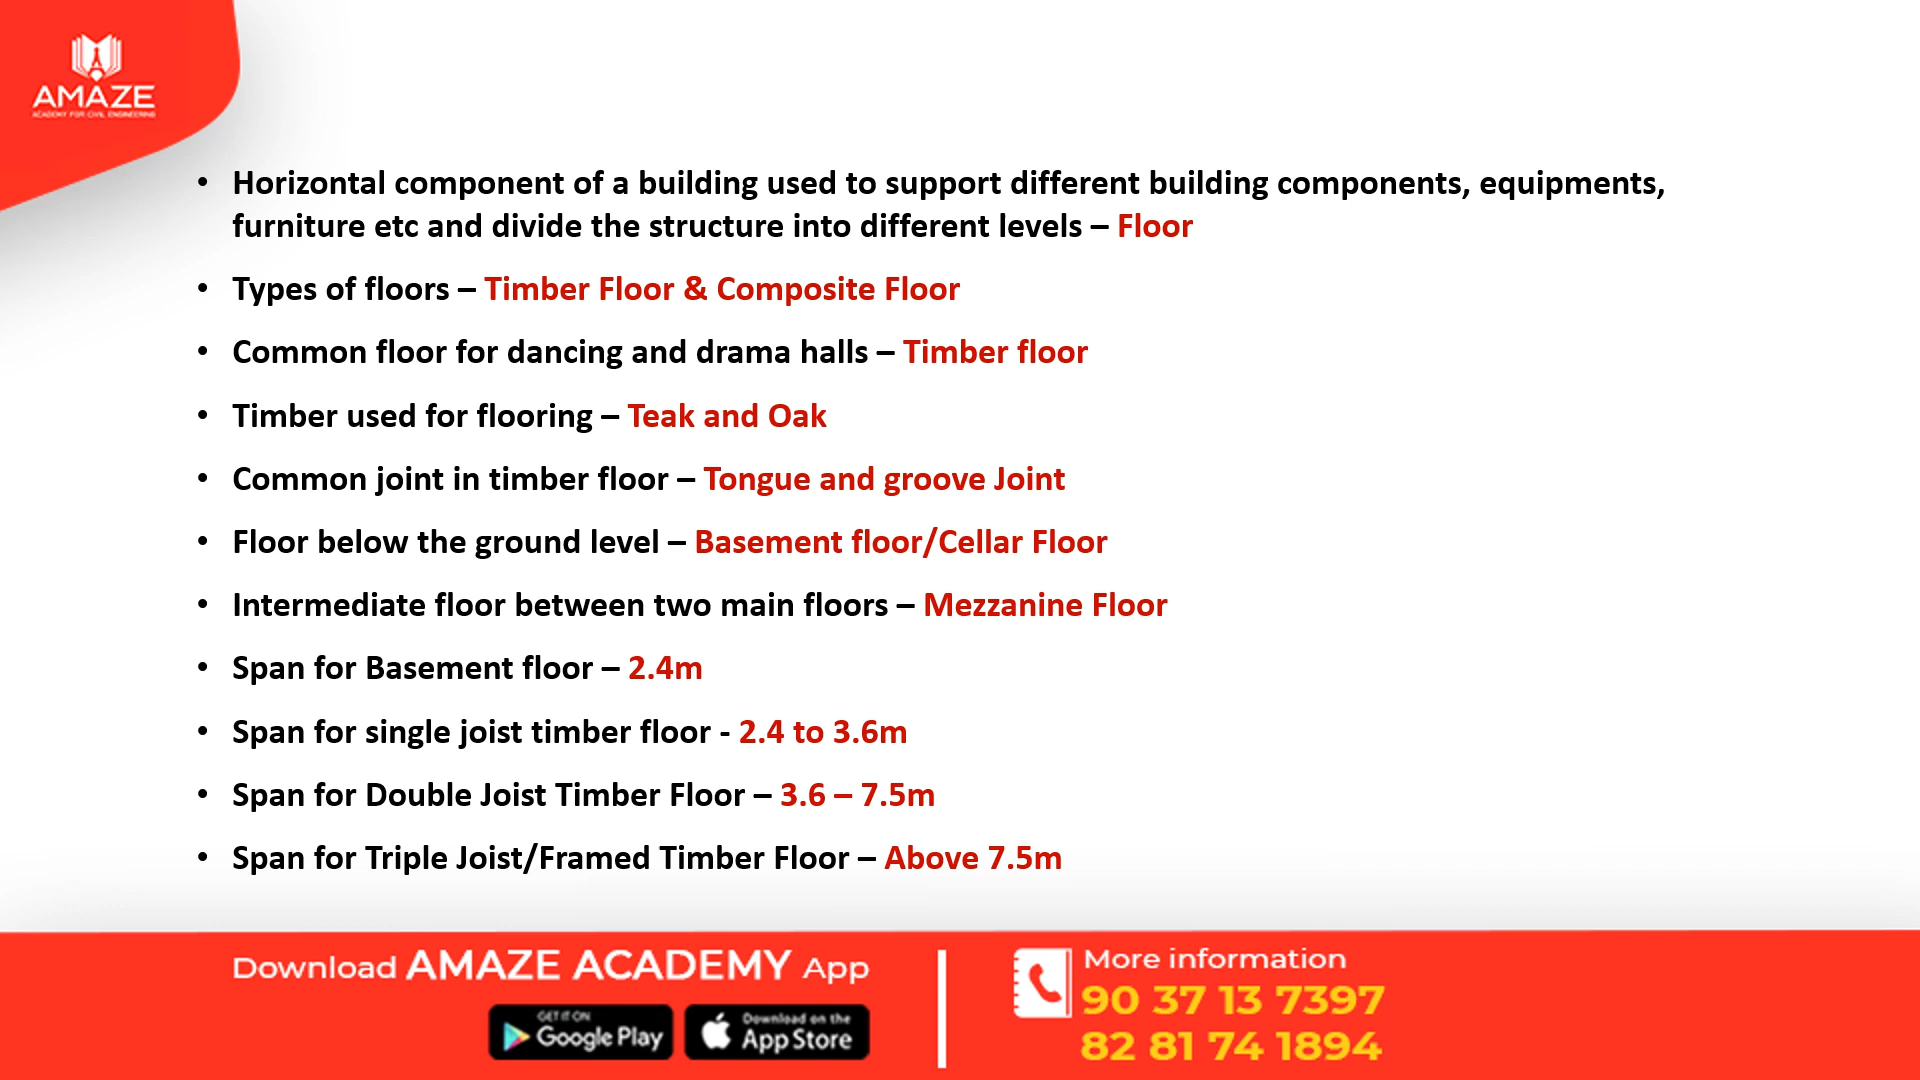 AMAZE
ACADEMY FOR CIVIL ENGINEERING
• Horizontal component of a building used to support different building components, equipments,
furniture etc and divide the structure into different levels – Floor
• Types of floors – Timber Floor & Composite Floor
• Common floor for dancing and drama halls – Timber floor
• Timber used for flooring – Teak and Oak
• Common joint in timber floor – Tongue and groove Joint
• Floor below the ground level – Basement floor/Cellar Floor
• Intermediate floor between two main floors – Mezzanine Floor
• Span for Basement floor – 2.4m
• Span for single joist timber floor - 2.4 to 3.6m
• Span for Double Joist Timber Floor – 3.6 – 7.5m
• Span for Triple Joist/Framed Timber Floor – Above 7.5m
Download AMAZE ACADEMY App
GET IT ON
Google Play
Download on the
App Store
More information
90 37 13 7397
82 81 74 1894